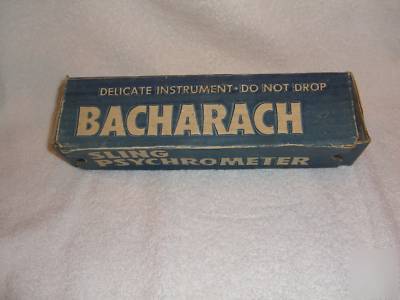 DELICATE INSTRUMENT • DO NOT DROP
BACHARACH
SLING
PSYCHROMETER